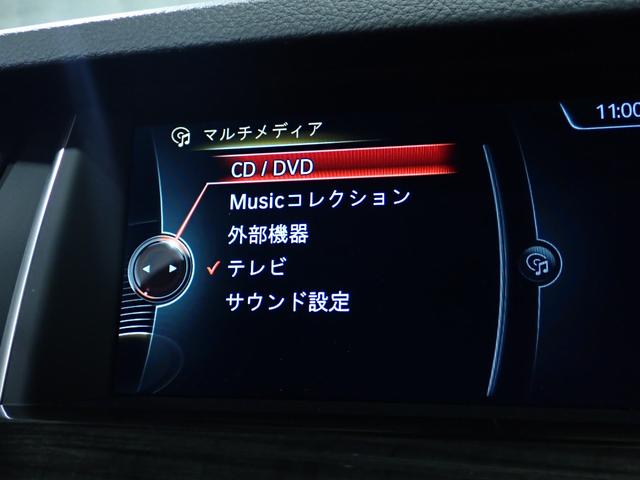 マルチメディア
11:00
CD / DVD
Musicコレクション
外部機器
✓ テレビ
サウンド設定